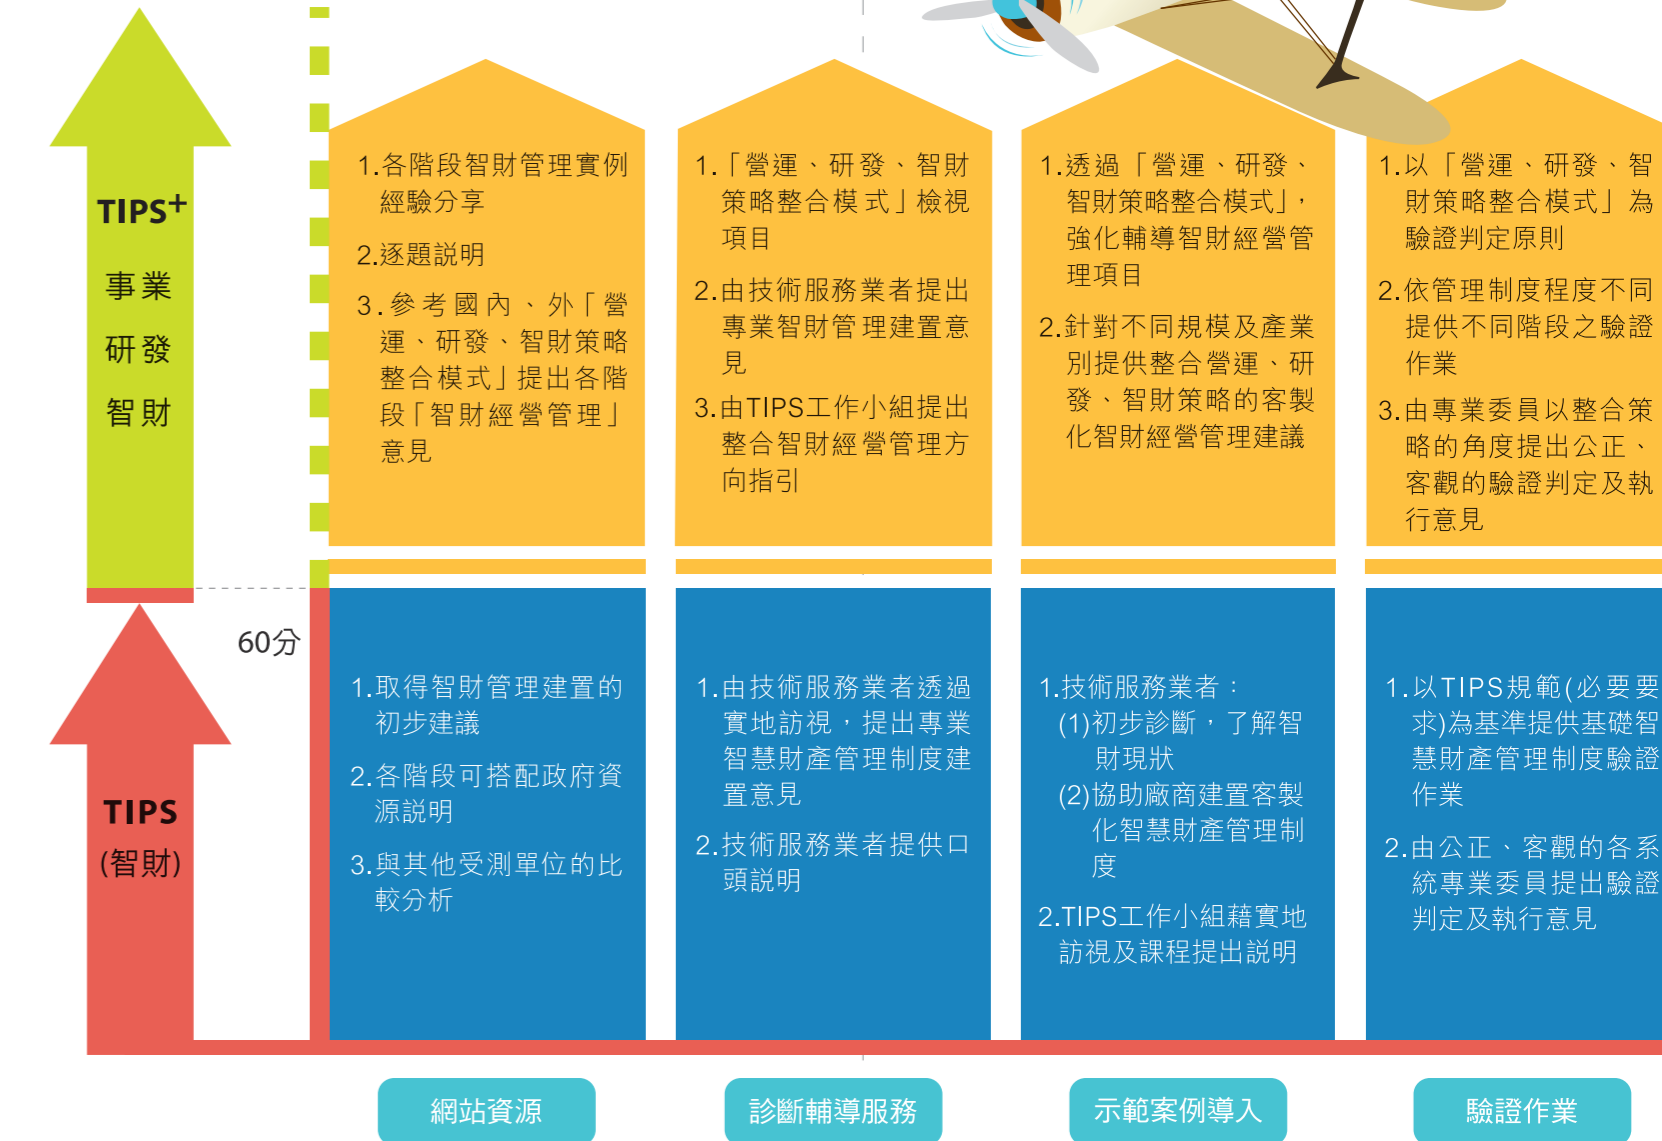 TIPS+
事業
研發
智財
1.各階段智財管理實例
經驗分享
2.逐題説明
3.參考國內、外「營
運、研發、智財策略
整合模式」提出各階
段「智財經營管理」
意見
1.「營運、研發、智財
策略整合模式」檢視
項目
2.由技術服務業者提出
專業智財管理建置意
見
3.由TIPS工作小組提出
整合智財經營管理方
向指引
1.透過「營運、研發、
智財策略整合模式」，
強化輔導智財經營管
理項目
2.針對不同規模及產業
別提供整合營運、研
發、智財策略的客製
化智財經營管理建議
1.以「營運、研發、智
財策略整合模式」為
驗證判定原則
2.依管理制度程度不同
提供不同階段之驗證
作業
3.由專業委員以整合策
略的角度提出公正、
客觀的驗證判定及執
行意見
60分
TIPS
(智財)
1.取得智財管理建置的
初步建議
2.各階段可搭配政府資
源説明
3.與其他受測單位的比
較分析
1.由技術服務業者透過
實地訪視，提出專業
智慧財產管理制度建
置意見
2.技術服務業者提供口
頭説明
1.技術服務業者：
(1)初步診斷，了解智
財現狀
(2)協助廠商建置客製
化智慧財產管理制
度
2.TIPS工作小組藉實地
訪視及課程提出説明
1.以TIPS規範(必要要
求)為基準提供基礎智
慧財產管理制度驗證
作業
2.由公正、客觀的各系
統專業委員提出驗證
判定及執行意見
網站資源
診斷輔導服務
示範案例導入
驗證作業